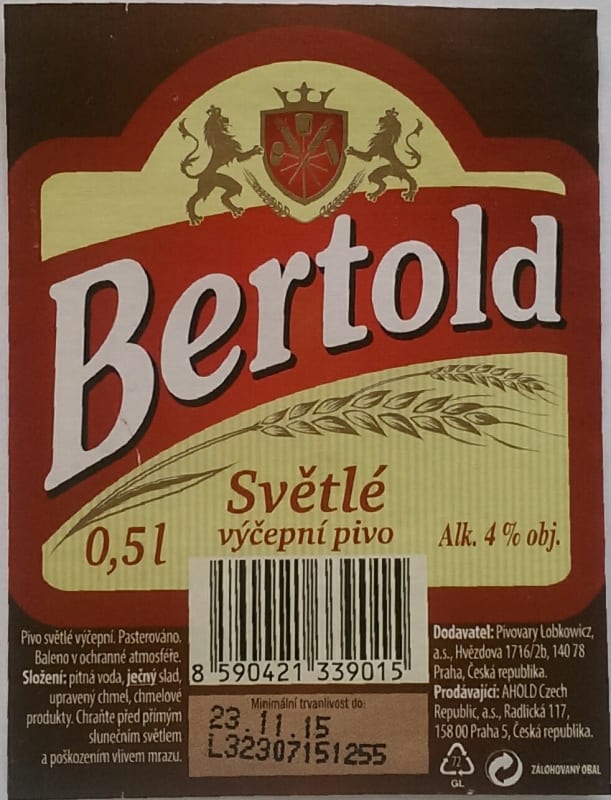 Bertold
Světlé
výčepní pivo
0,5 l
Alk. 4 % obj.
Pivo světlé výčepní. Pasterováno.
Baleno v ochranné atmosféře.
Složení: pitná voda, ječný slad,
upravený chmel, chmelové
produkty. Chraňte před přímým
slunečním světlem
a poškozením vlivem mrazu.
8 590421 339015
Minimální trvanlivost do:
23.11.15
L32307151255
Dodavatel: Pivovary Lobkowicz,
a.s., Hvězdova 1716/2b, 140 78
Praha, Česká republika.
Prodávající: AHOLD Czech
Republic, a.s., Radlická 117,
158 00 Praha 5, Česká republika.
72
GL
ZÁLOHOVANÝ OBAL